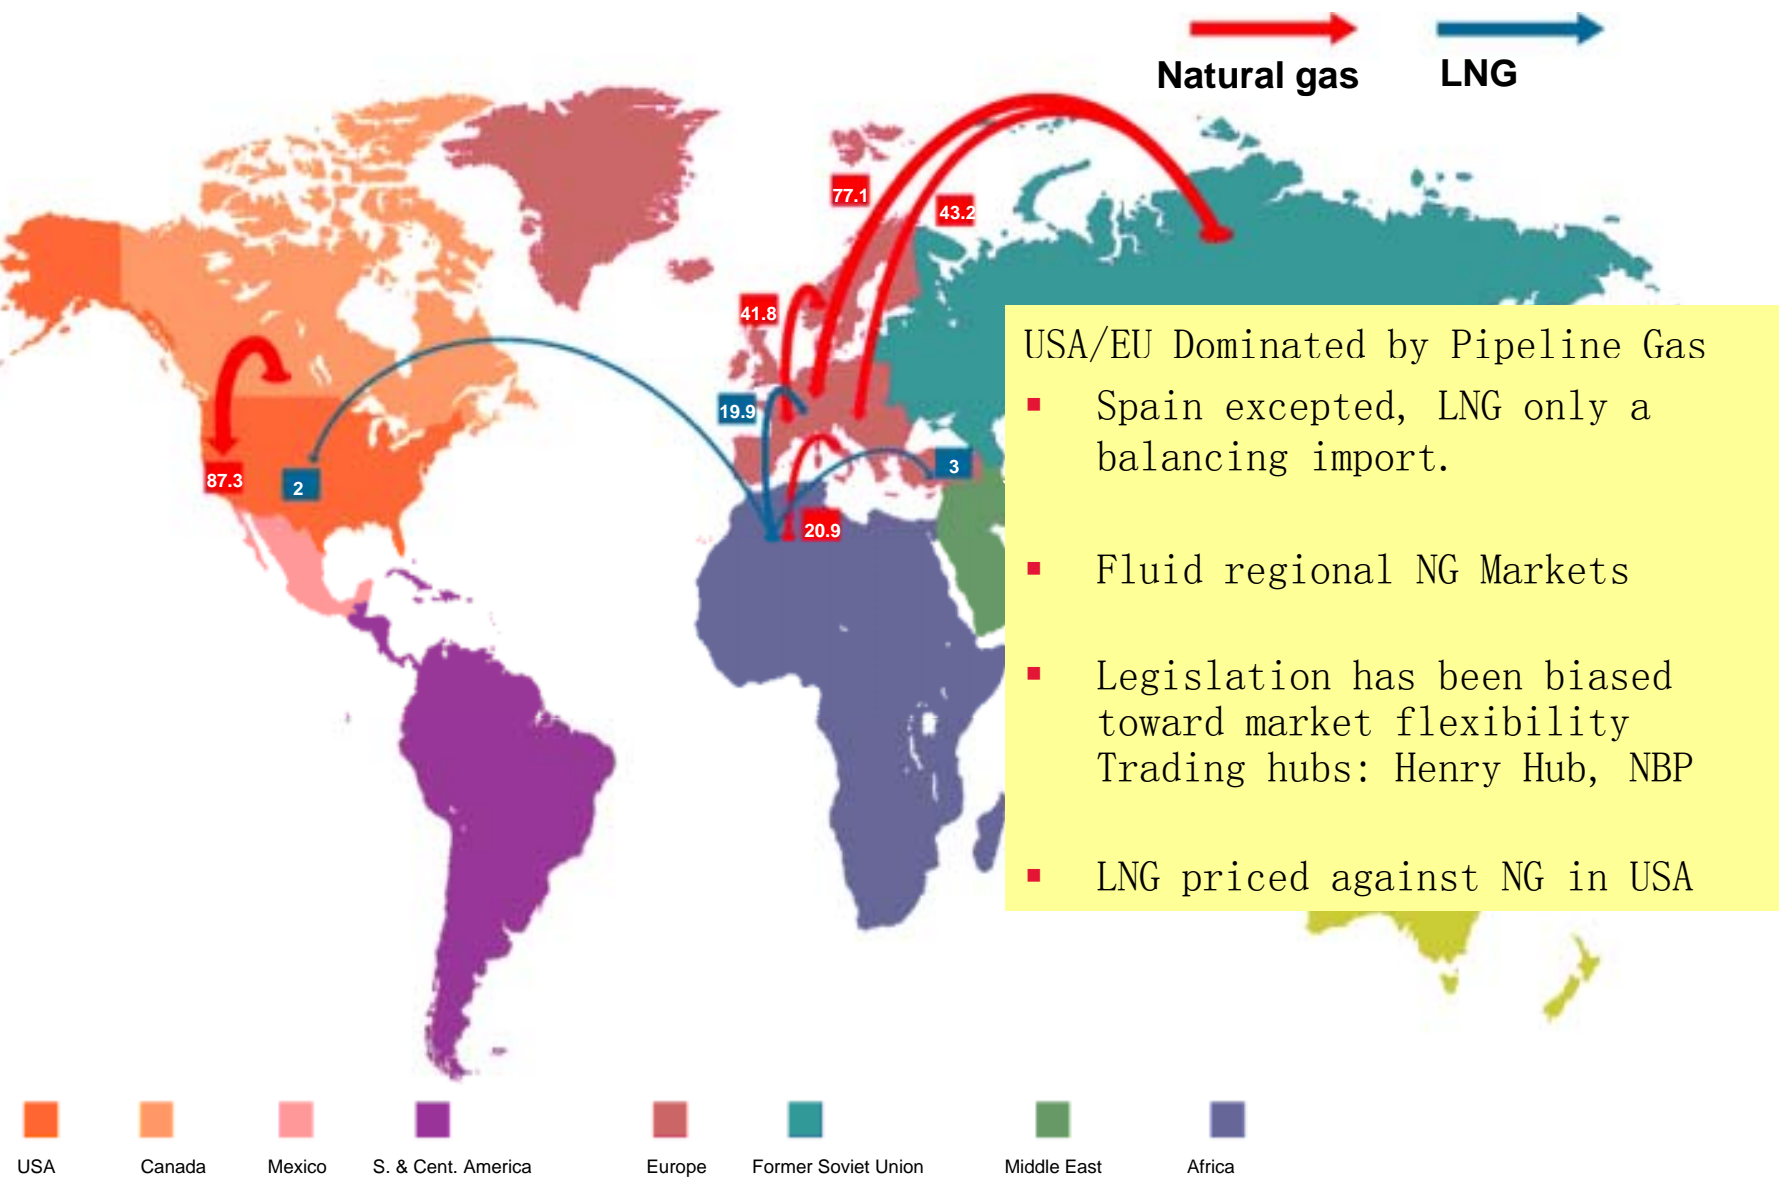 Natural gas
LNG
77.1
43.2
41.8
19.9
3
87.3
2
20.9
USA/EU Dominated by Pipeline Gas
▪ Spain excepted, LNG only a
balancing import.
▪ Fluid regional NG Markets
▪ Legislation has been biased
toward market flexibility
Trading hubs: Henry Hub, NBP
▪ LNG priced against NG in USA
USA
Canada
Mexico
S. & Cent. America
Europe
Former Soviet Union
Middle East
Africa